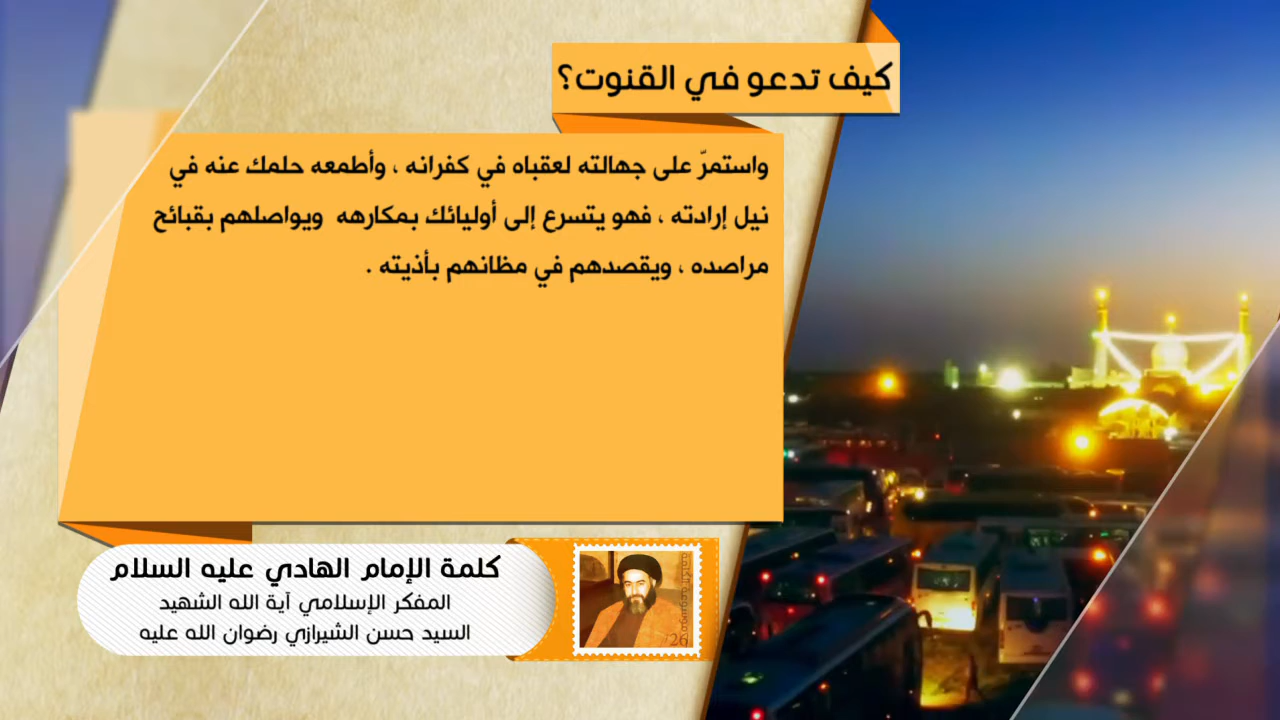 كيف تدعو في القنوت؟
واستمرّ على جهالته لعقباه في كفرانه ، وأطمعه حلمك عنه في
نيل إرادته ، فهو يتسرع إلى أوليائك بمكارهه ويواصلهم بقبائح
مراصده ، ويقصدهم في مظانهم بأذيته .
كلمة الإمام الهادي عليه السلام
المفكر الإسلامي آية الله الشهيد
السيد حسن الشيرازي رضوان الله عليه